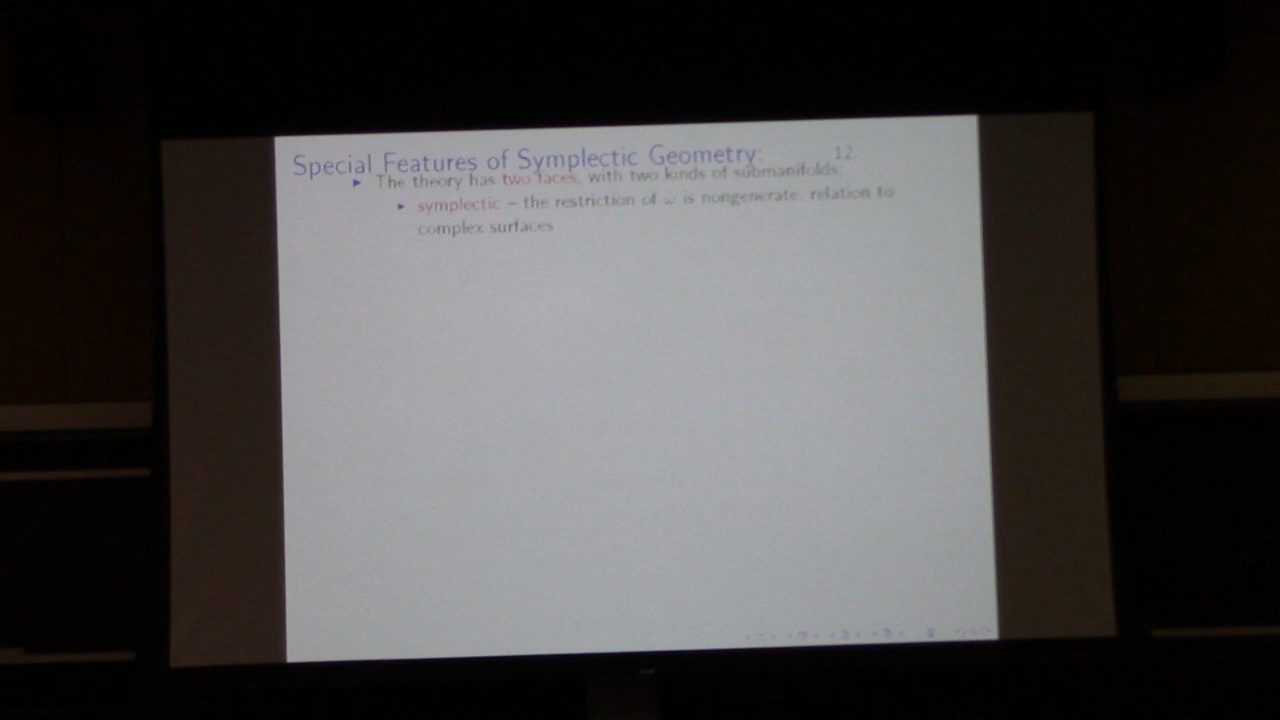 Special Features of Symplectic Geometry: 12.
▸ The theory has two faces, with two kinds of submanifolds:
▸ symplectic – the restriction of ω is nongenerate, relation to
complex surfaces